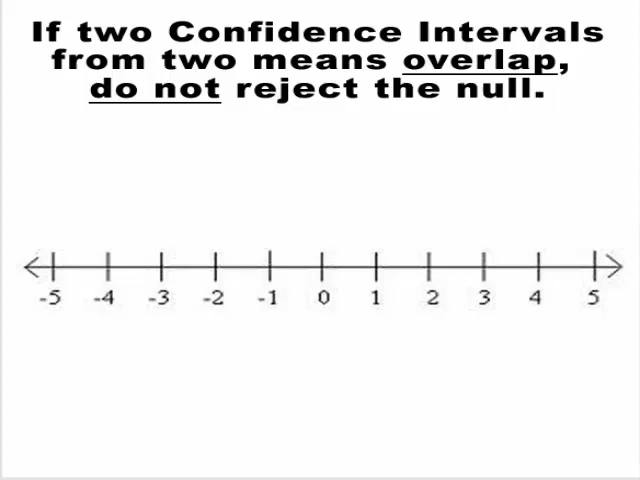 If two Confidence Intervals
from two means overlap,
do not reject the null.
-5 -4 -3 -2 -1 0 1 2 3 4 5